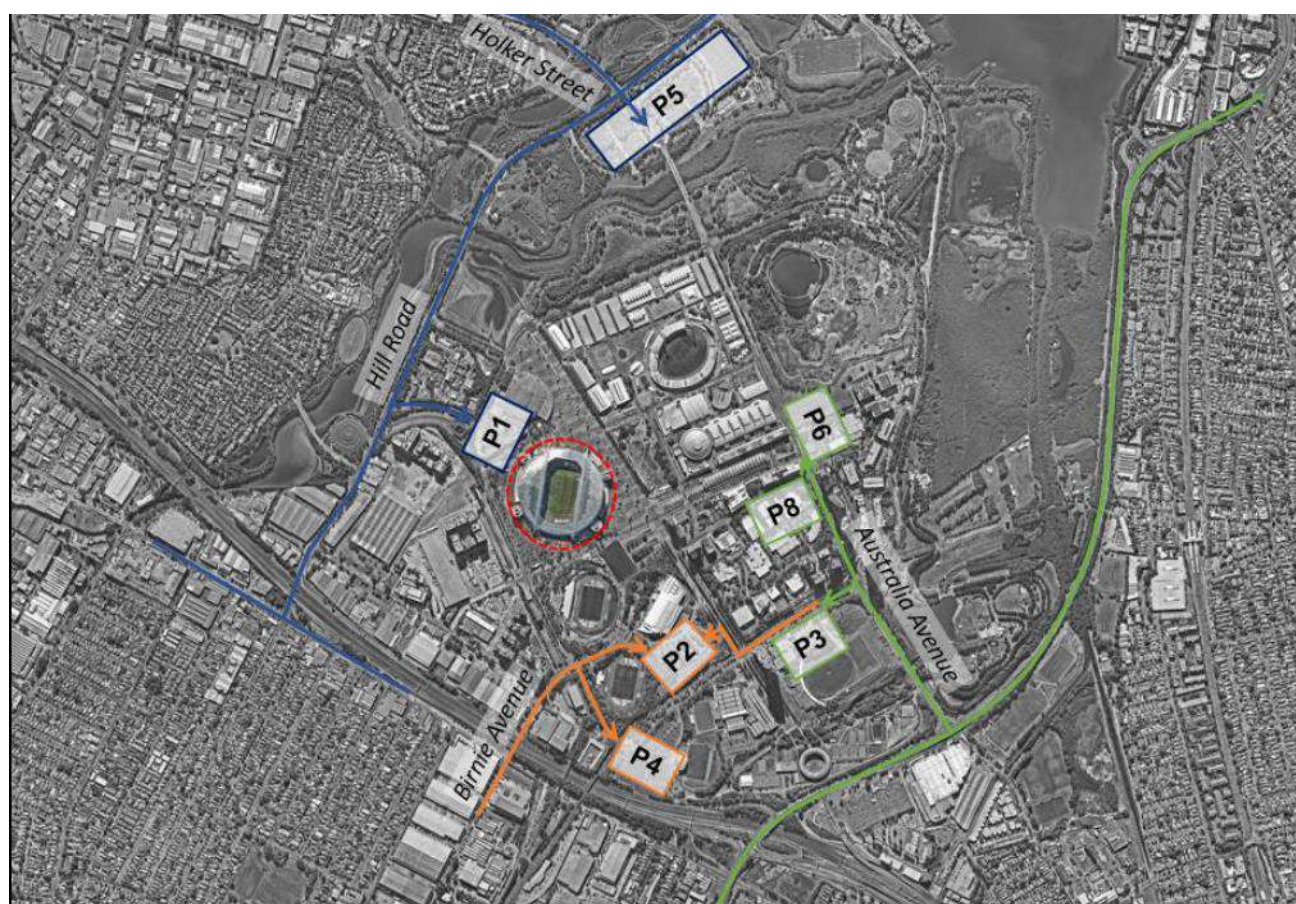 Holker Street
P5
Hill Road
P1
P6
P8
Australia Avenue
P3
P2
Birnie Avenue
P4